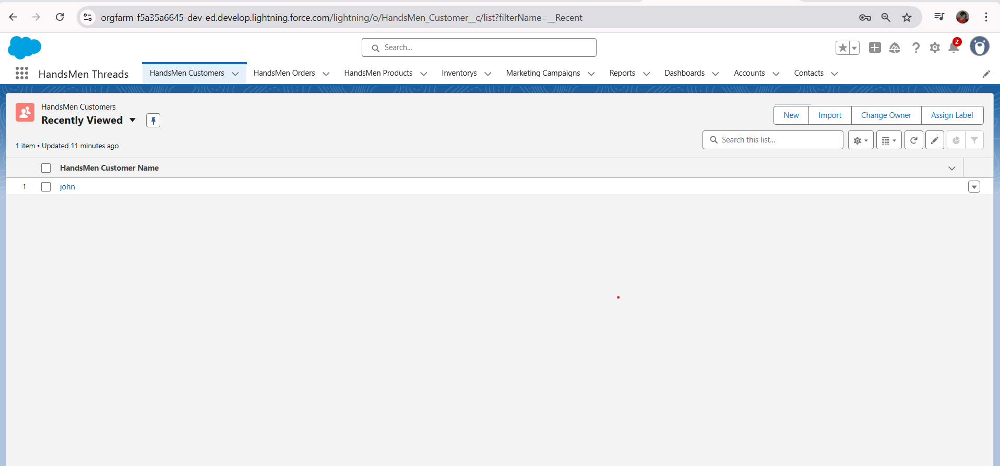 orgfarm-f5a35a6645-dev-ed.develop.lightning.force.com/lightning/o/HandsMen_Customer__c/list?filterName=__Recent
Search...
2
HandsMen Threads HandsMen Customers HandsMen Orders HandsMen Products Inventorys Marketing Campaigns Reports Dashboards Accounts Contacts
HandsMen Customers
Recently Viewed
New Import Change Owner Assign Label
1 item • Updated 11 minutes ago
Search this list...
HandsMen Customer Name
1 john